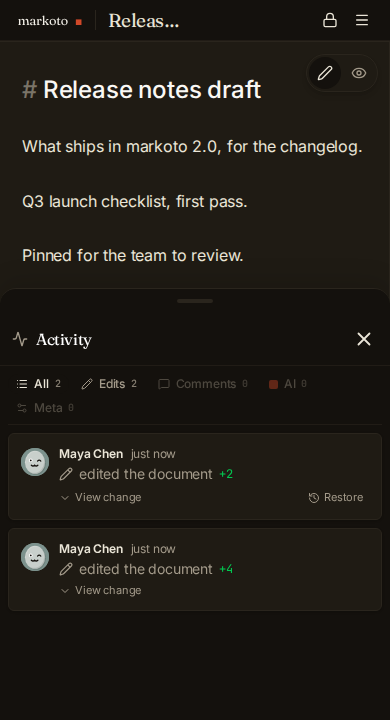 markoto
Releas...
# Release notes draft
What ships in markoto 2.0, for the changelog.
Q3 launch checklist, first pass.
Pinned for the team to review.
Activity
All 2 Edits 2 Comments 0 AI 0
Meta 0
Maya Chen just now
edited the document +2
View change Restore
Maya Chen just now
edited the document +4
View change